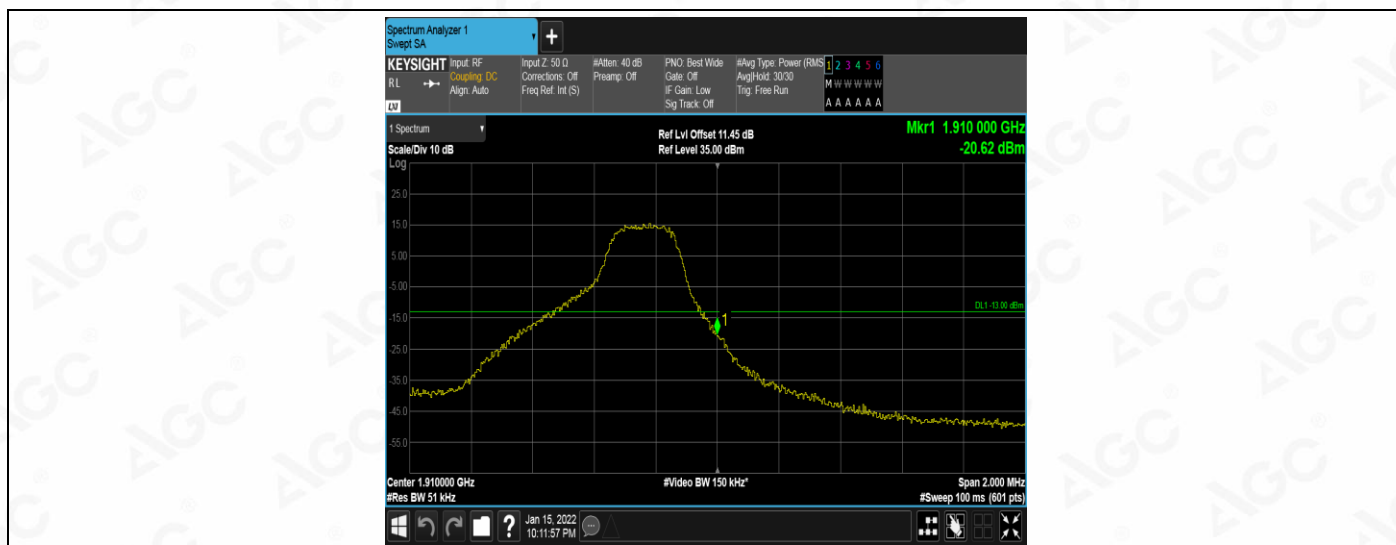 Spectrum Analyzer 1
Swept SA
+
KEYSIGHT
RL
LXI
Input: RF
Coupling: DC
Align: Auto
Input Z: 50 Ω
Corrections: Off
Freq Ref: Int (S)
#Atten: 40 dB
Preamp: Off
PNO: Best Wide
Gate: Off
IF Gain: Low
Sig Track: Off
#Avg Type: Power (RMS
Avg|Hold: 30/30
Trig: Free Run
1 2 3 4 5 6
M W W W W W
A A A A A A
1 Spectrum
Scale/Div 10 dB
Log
Ref Lvl Offset 11.45 dB
Ref Level 35.00 dBm
Mkr1 1.910 000 GHz
-20.62 dBm
25.0
15.0
5.00
-5.00
-15.0
-25.0
-35.0
-45.0
-55.0
DL1 -13.00 dBm
1
Center 1.910000 GHz
#Res BW 51 kHz
#Video BW 150 kHz*
Span 2.000 MHz
#Sweep 100 ms (601 pts)
?
Jan 15, 2022
10:11:57 PM
AGC